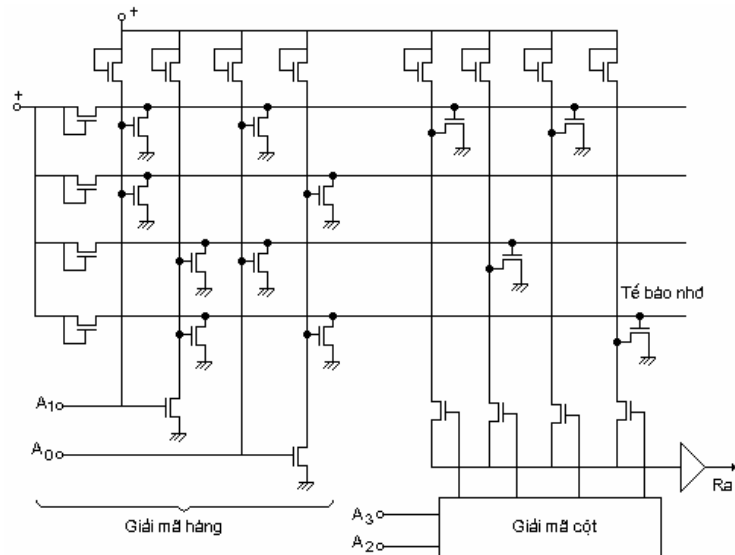 +
+
Tế bào nhớ
A1
A0
Ra
Giải mã hàng
A3
Giải mã cột
A2